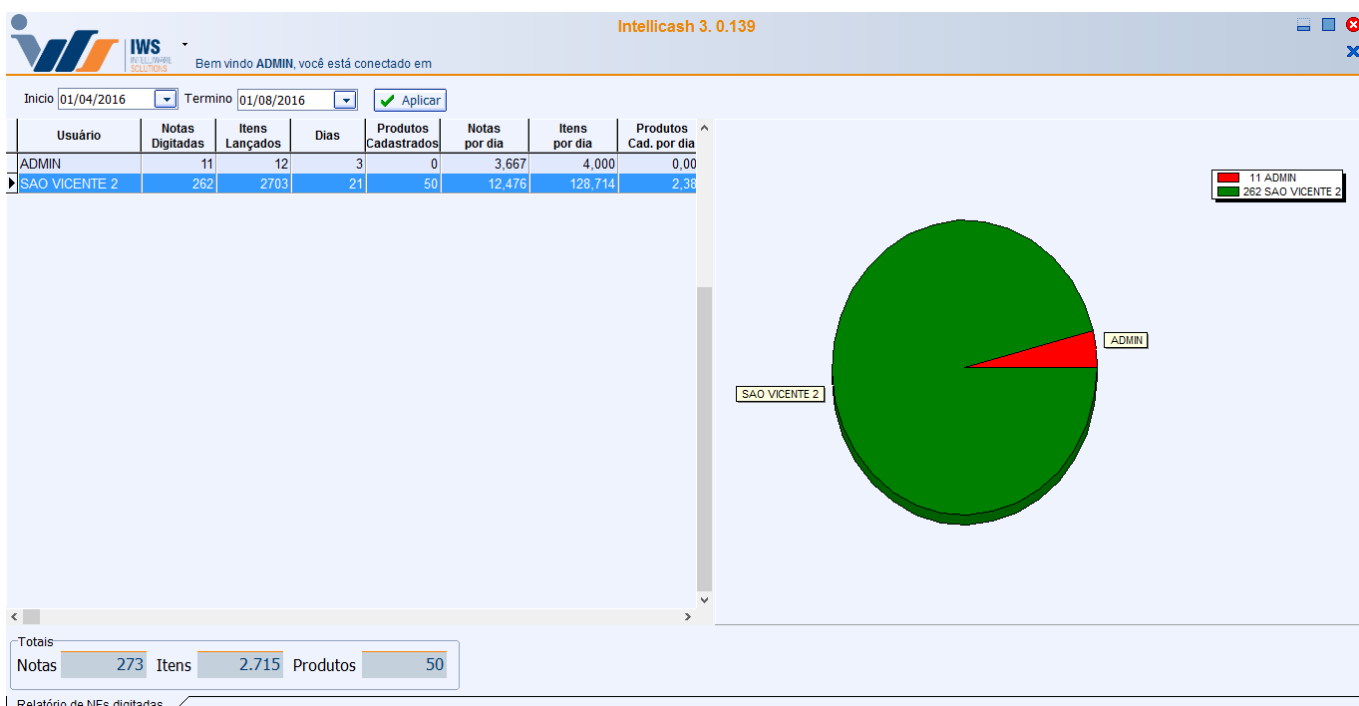 Intellicash 3. 0.139
IWS
INTELLIWARE
SOLUTIONS
Bem vindo ADMIN, você está conectado em
Inicio 01/04/2016 Termino 01/08/2016 Aplicar
Usuário Notas Digitadas Itens Lançados Dias Produtos Cadastrados Notas por dia Itens por dia Produtos Cad. por dia
ADMIN 11 12 3 0 3,667 4,000 0,00
SAO VICENTE 2 262 2703 21 50 12,476 128,714 2,38
11 ADMIN
262 SAO VICENTE 2
ADMIN
SAO VICENTE 2
Totais
Notas 273 Itens 2.715 Produtos 50
Relatório de NFs digitadas